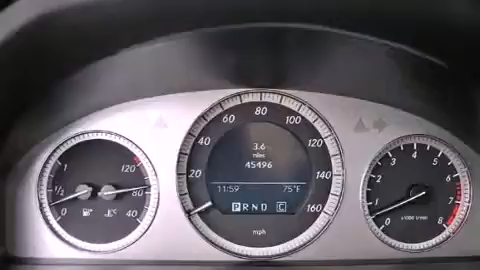 1 120
1/2 80
0 °C 40
0 20 40 60 80 100 120 140 160
3.6
miles
45496
11:59 75°F
P R N D C
mph
1 2 3 4 5 6 7 8
x1000 r/min